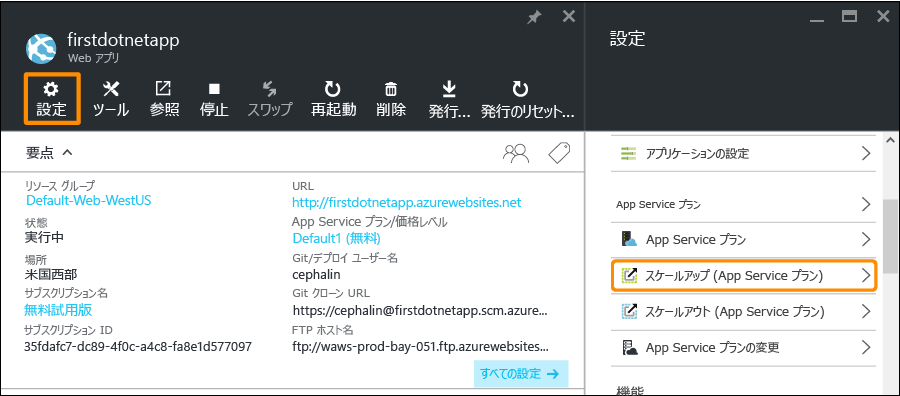 firstdotnetapp
Web アプリ
設定
ツール
参照
停止
スワップ
再起動
削除
発行...
発行のリセット...
要点
リソース グループ
Default-Web-WestUS
状態
実行中
場所
米国西部
サブスクリプション名
無料試用版
サブスクリプション ID
35fdafc7-dc89-4f0c-a4c8-fa8e1d577097
URL
http://firstdotnetapp.azurewebsites.net
App Service プラン/価格レベル
Default1 (無料)
Git/デプロイ ユーザー名
cephalin
Git クローン URL
https://cephalin@firstdotnetapp.scm.azure...
FTP ホスト名
ftp://waws-prod-bay-051.ftp.azurewebsites...
すべての設定 →
設定
アプリケーションの設定
App Service プラン
App Service プラン
スケールアップ (App Service プラン)
スケールアウト (App Service プラン)
App Service プランの変更
機能